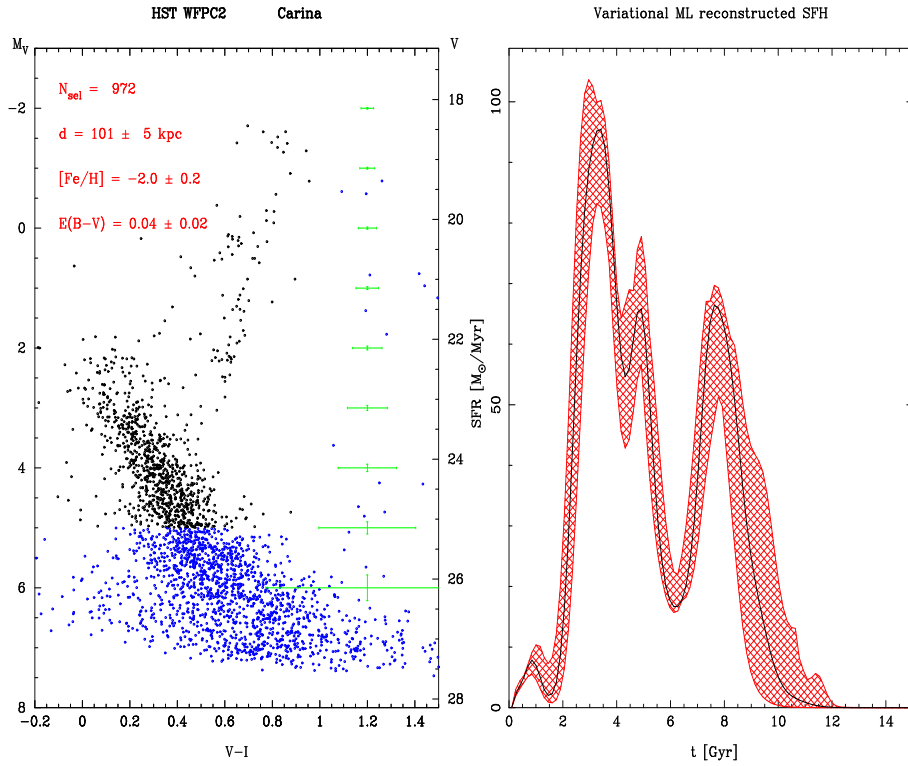 HST WFPC2 Carina
Variational ML reconstructed SFH
M_V
V
N_sel = 972
d = 101 ± 5 kpc
[Fe/H] = −2.0 ± 0.2
E(B−V) = 0.04 ± 0.02
−2
0
2
4
6
8
18
20
22
24
26
28
−0.2 0 0.2 0.4 0.6 0.8 1 1.2 1.4
V−I
SFR [M_⊙/Myr]
100
50
0
0 2 4 6 8 10 12 14
t [Gyr]